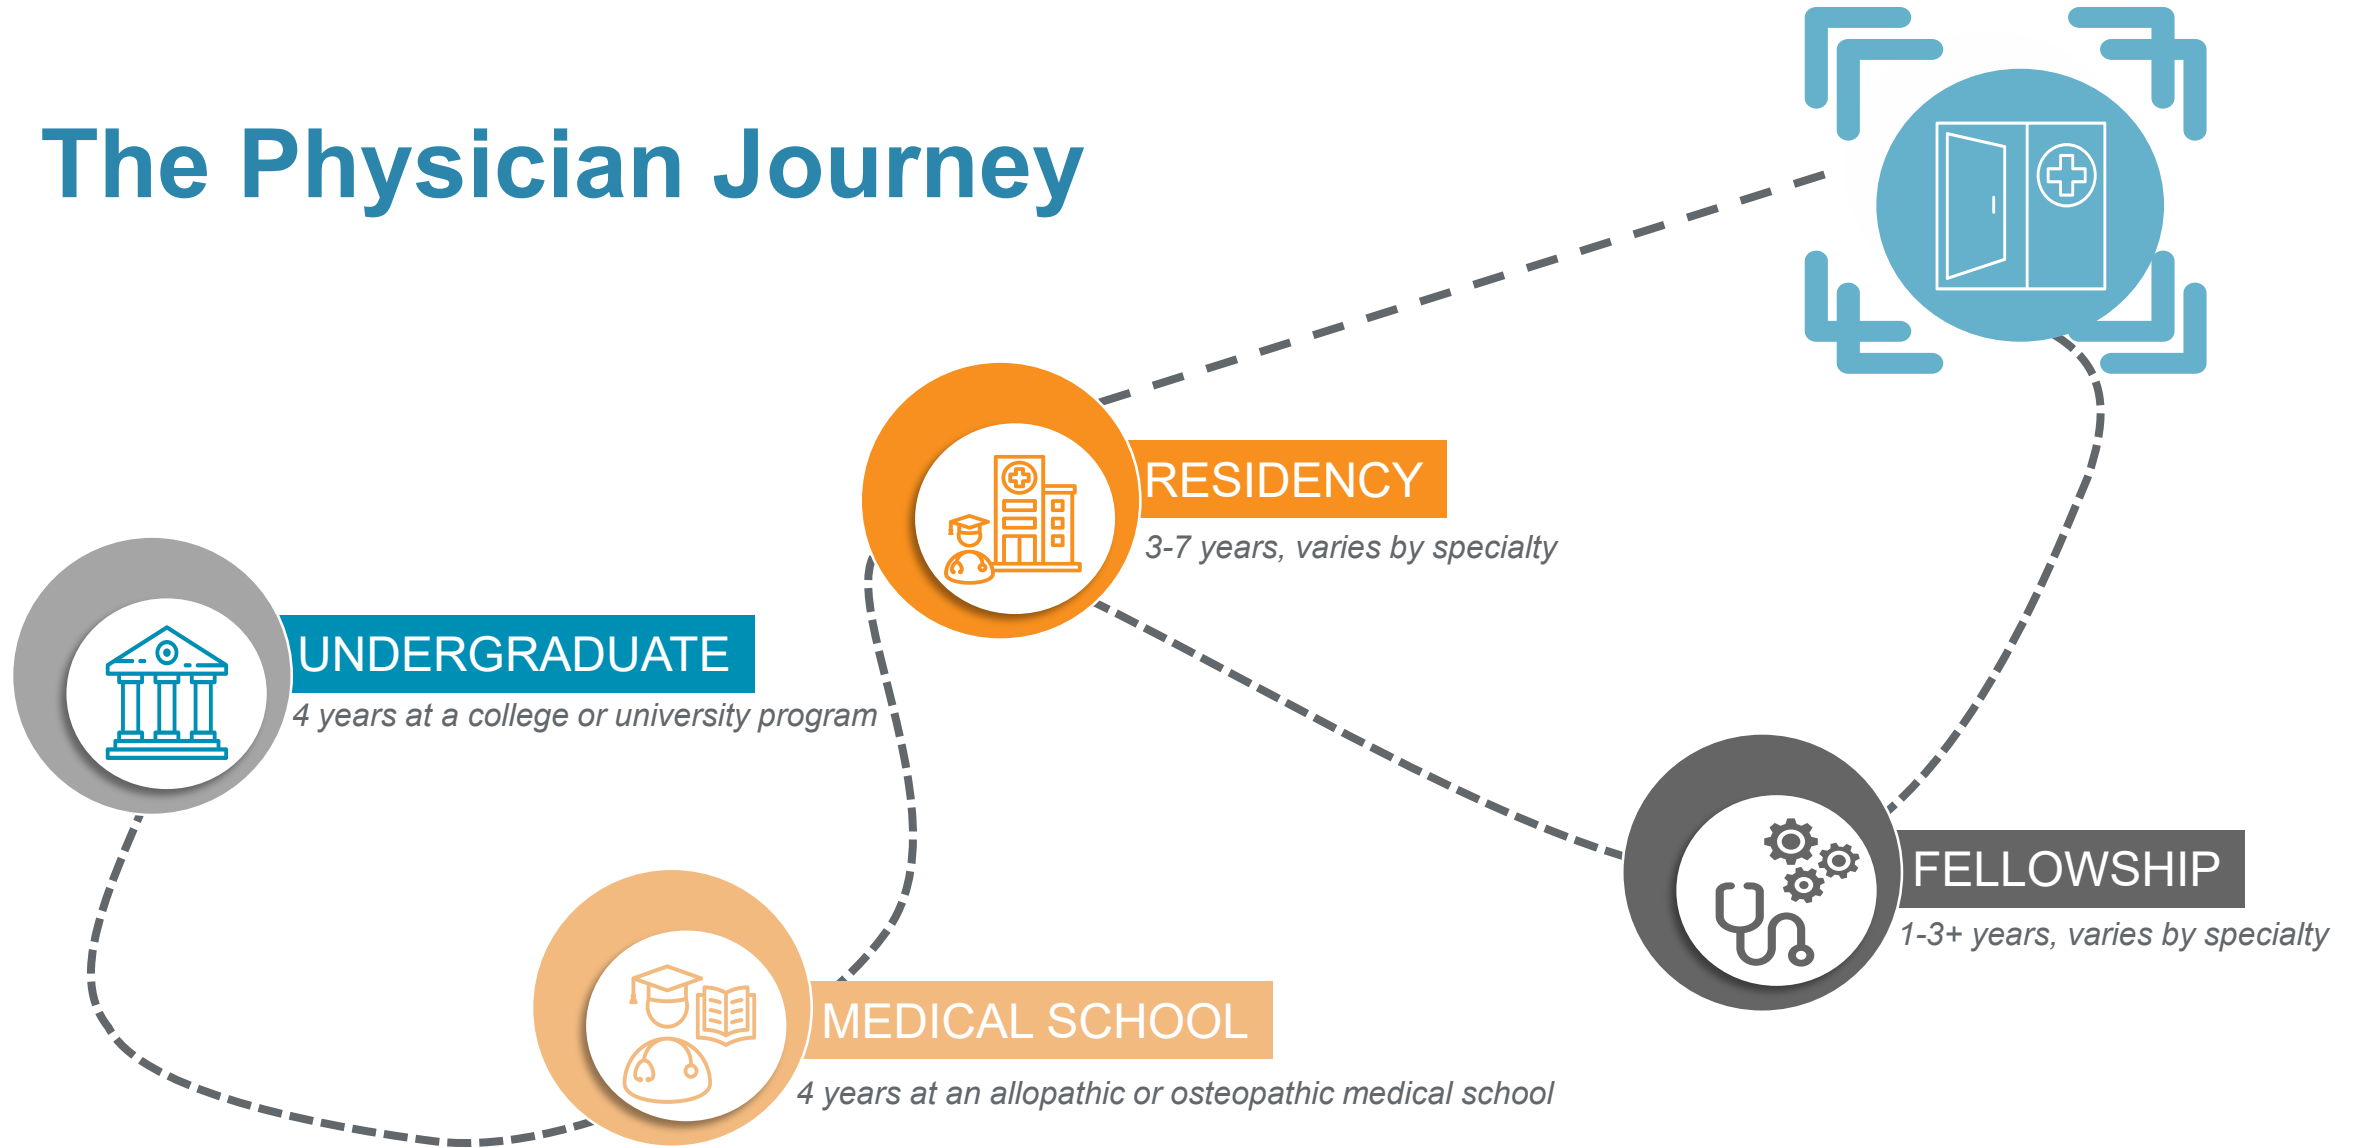 The Physician Journey
RESIDENCY
3-7 years, varies by specialty
UNDERGRADUATE
4 years at a college or university program
FELLOWSHIP
1-3+ years, varies by specialty
MEDICAL SCHOOL
4 years at an allopathic or osteopathic medical school